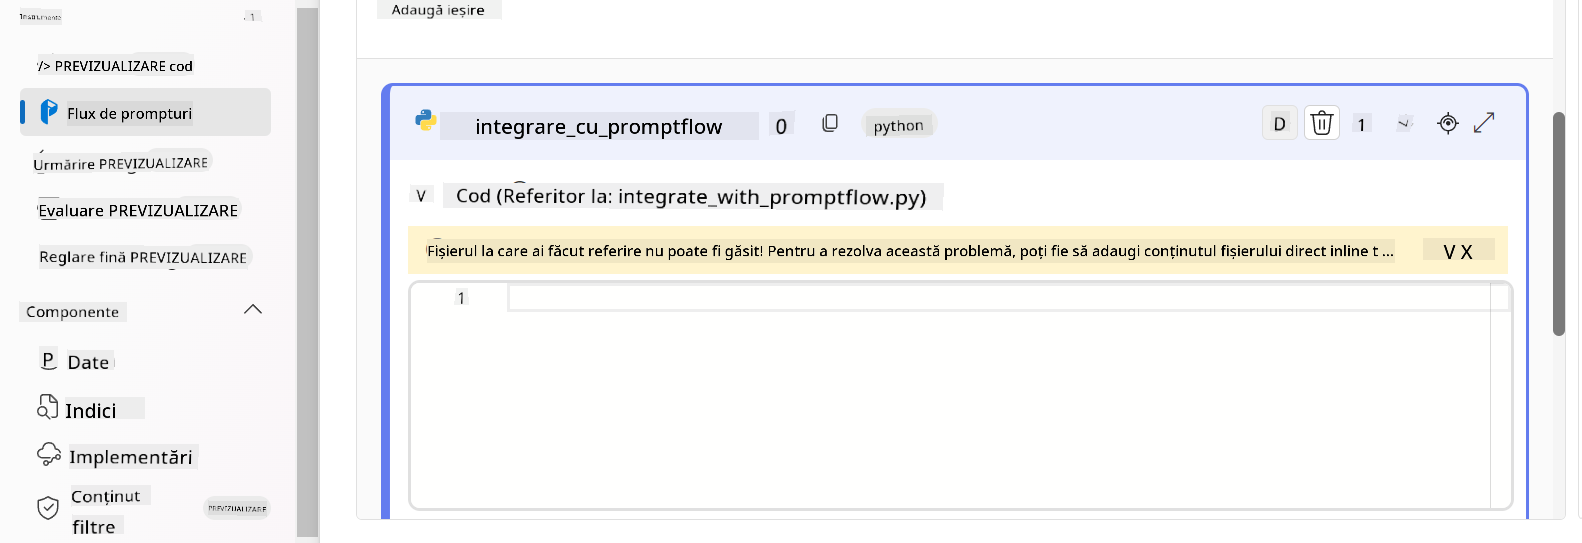 Instrumente
1
/> PREVIZUALIZARE cod
Flux de prompturi
Urmărire PREVIZUALIZARE
Evaluare PREVIZUALIZARE
Reglare fină PREVIZUALIZARE
Componente
P Date
Indici
Implementări
Conținut
filtre
PREVIZUALIZARE
Adaugă ieșire
integrare_cu_promptflow 0 python D 1
V Cod (Referitor la: integrate_with_promptflow.py)
Fișierul la care ai făcut referire nu poate fi găsit! Pentru a rezolva această problemă, poți fie să adaugi conținutul fișierului direct inline t ... V X
1